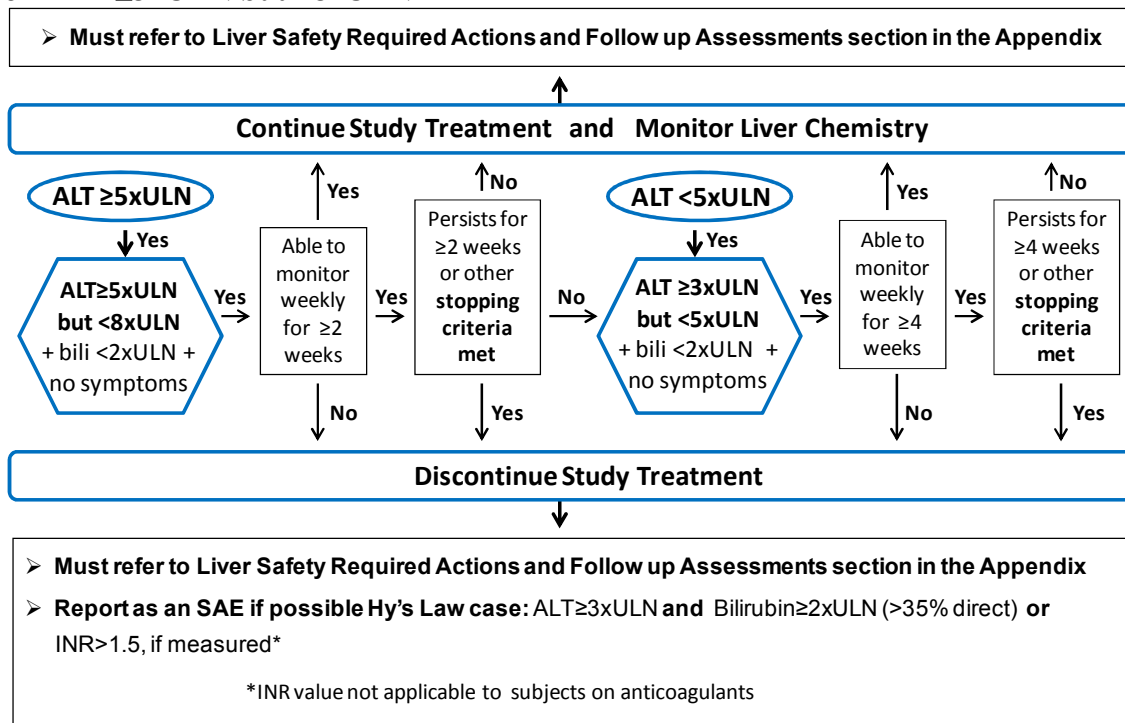 ➢ Must refer to Liver Safety Required Actions and Follow up Assessments section in the Appendix
Continue Study Treatment and Monitor Liver Chemistry
ALT ≥5xULN
Yes
ALT≥5xULN
but <8xULN
+ bili <2xULN +
no symptoms
Yes
Yes
Able to
monitor
weekly
for ≥2
weeks
No
Yes
No
Persists for
≥2 weeks
or other
stopping
criteria
met
Yes
No
ALT <5xULN
Yes
ALT ≥3xULN
but <5xULN
+ bili <2xULN +
no symptoms
Yes
Yes
Able to
monitor
weekly
for ≥4
weeks
No
Yes
No
Persists for
≥4 weeks
or other
stopping
criteria
met
Yes
Discontinue Study Treatment
➢ Must refer to Liver Safety Required Actions and Follow up Assessments section in the Appendix
➢ Report as an SAE if possible Hy's Law case: ALT≥3xULN and Bilirubin≥2xULN (>35% direct) or
INR>1.5, if measured*
*INR value not applicable to subjects on anticoagulants